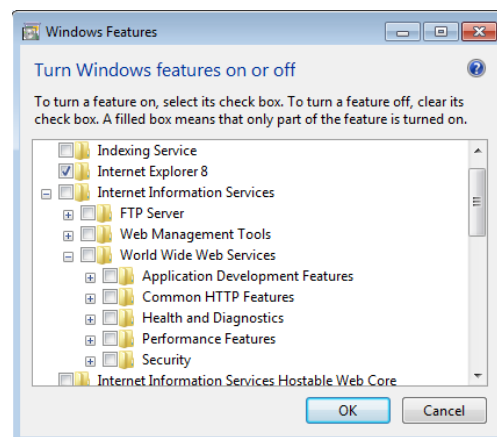 Windows Features
Turn Windows features on or off
To turn a feature on, select its check box. To turn a feature off, clear its
check box. A filled box means that only part of the feature is turned on.
Indexing Service
Internet Explorer 8
Internet Information Services
FTP Server
Web Management Tools
World Wide Web Services
Application Development Features
Common HTTP Features
Health and Diagnostics
Performance Features
Security
Internet Information Services Hostable Web Core
OK Cancel